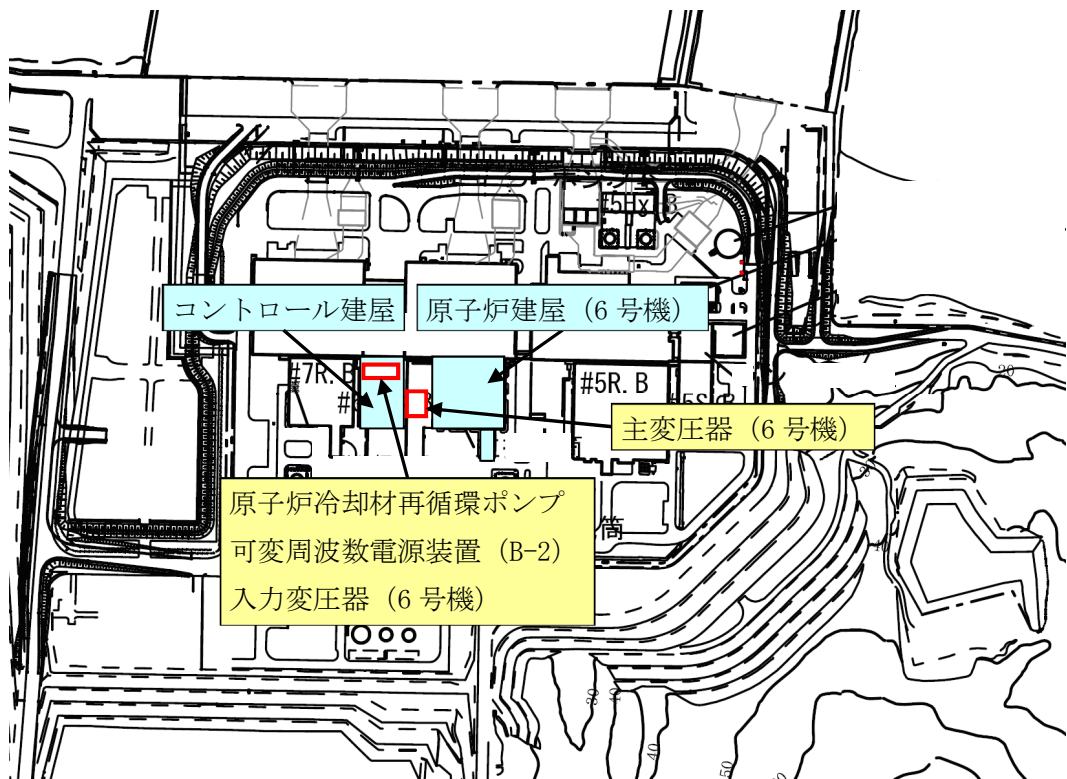 #5Hx B
コントロール建屋
原子炉建屋（6 号機）
#7R. B
#5R. B
主変圧器（6 号機）
原子炉冷却材再循環ポンプ
可変周波数電源装置（B-2）
入力変圧器（6 号機）
筒
20
30
40
40
50